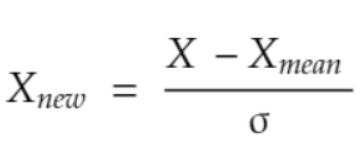 X_new = (X − X_mean) / σ